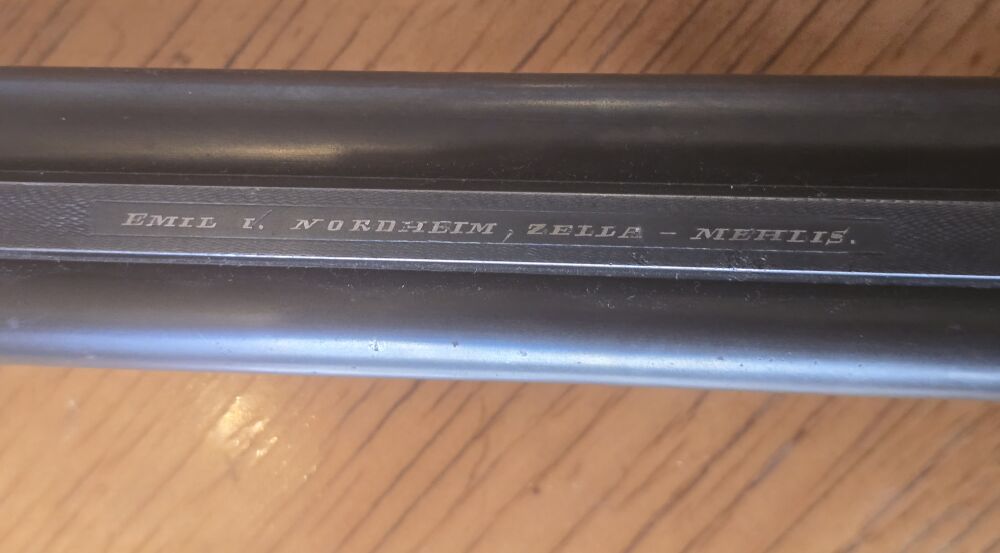 EMIL V. NORDHEIM, ZELLA - MEHLIS.